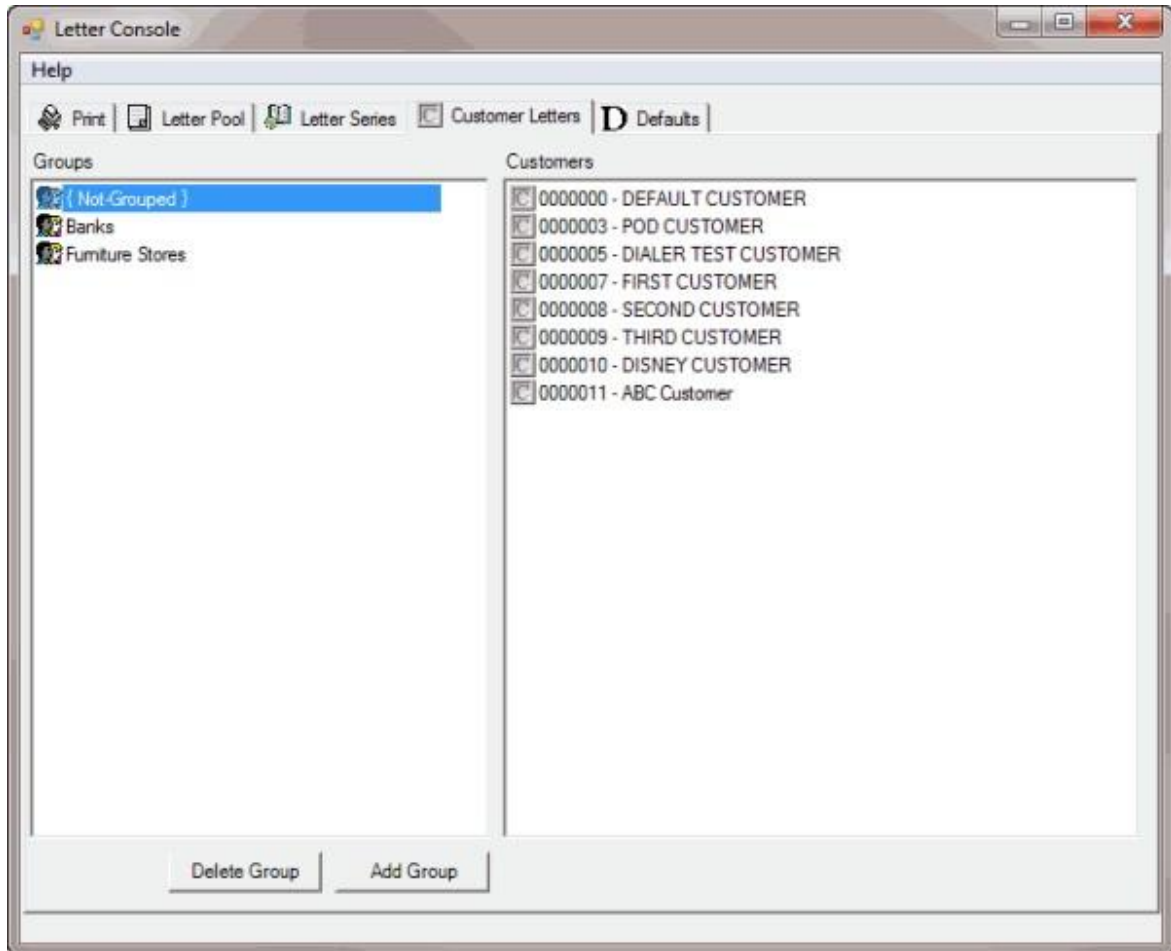 Letter Console
Help
Print Letter Pool Letter Series C Customer Letters D Defaults
Groups
{ Not-Grouped }
Banks
Furniture Stores
Customers
C 0000000 - DEFAULT CUSTOMER
C 0000003 - POD CUSTOMER
C 0000005 - DIALER TEST CUSTOMER
C 0000007 - FIRST CUSTOMER
C 0000008 - SECOND CUSTOMER
C 0000009 - THIRD CUSTOMER
C 0000010 - DISNEY CUSTOMER
C 0000011 - ABC Customer
Delete Group Add Group